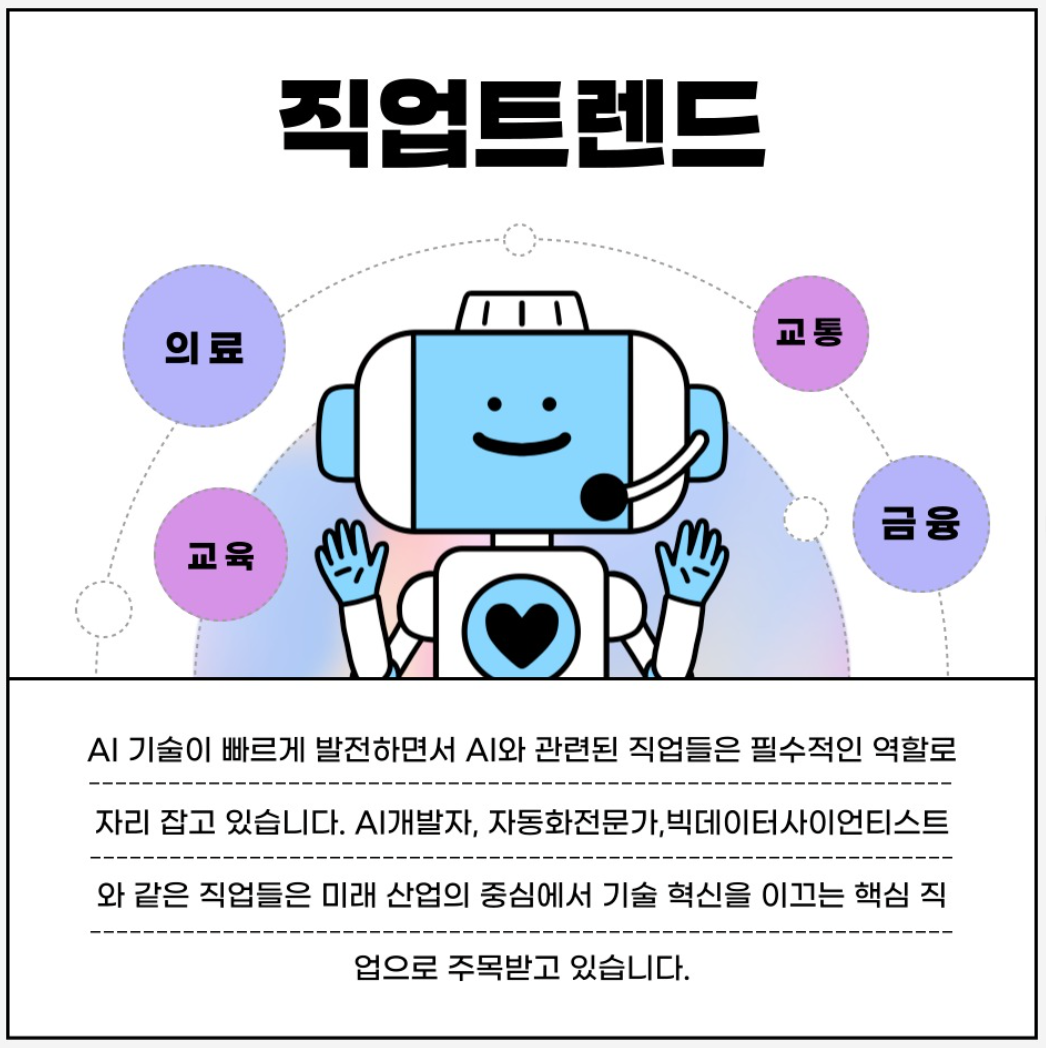 직업트렌드
의료
교통
교육
금융
AI 기술이 빠르게 발전하면서 AI와 관련된 직업들은 필수적인 역할로
자리 잡고 있습니다. AI개발자, 자동화전문가,빅데이터사이언티스트
와 같은 직업들은 미래 산업의 중심에서 기술 혁신을 이끄는 핵심 직
업으로 주목받고 있습니다.